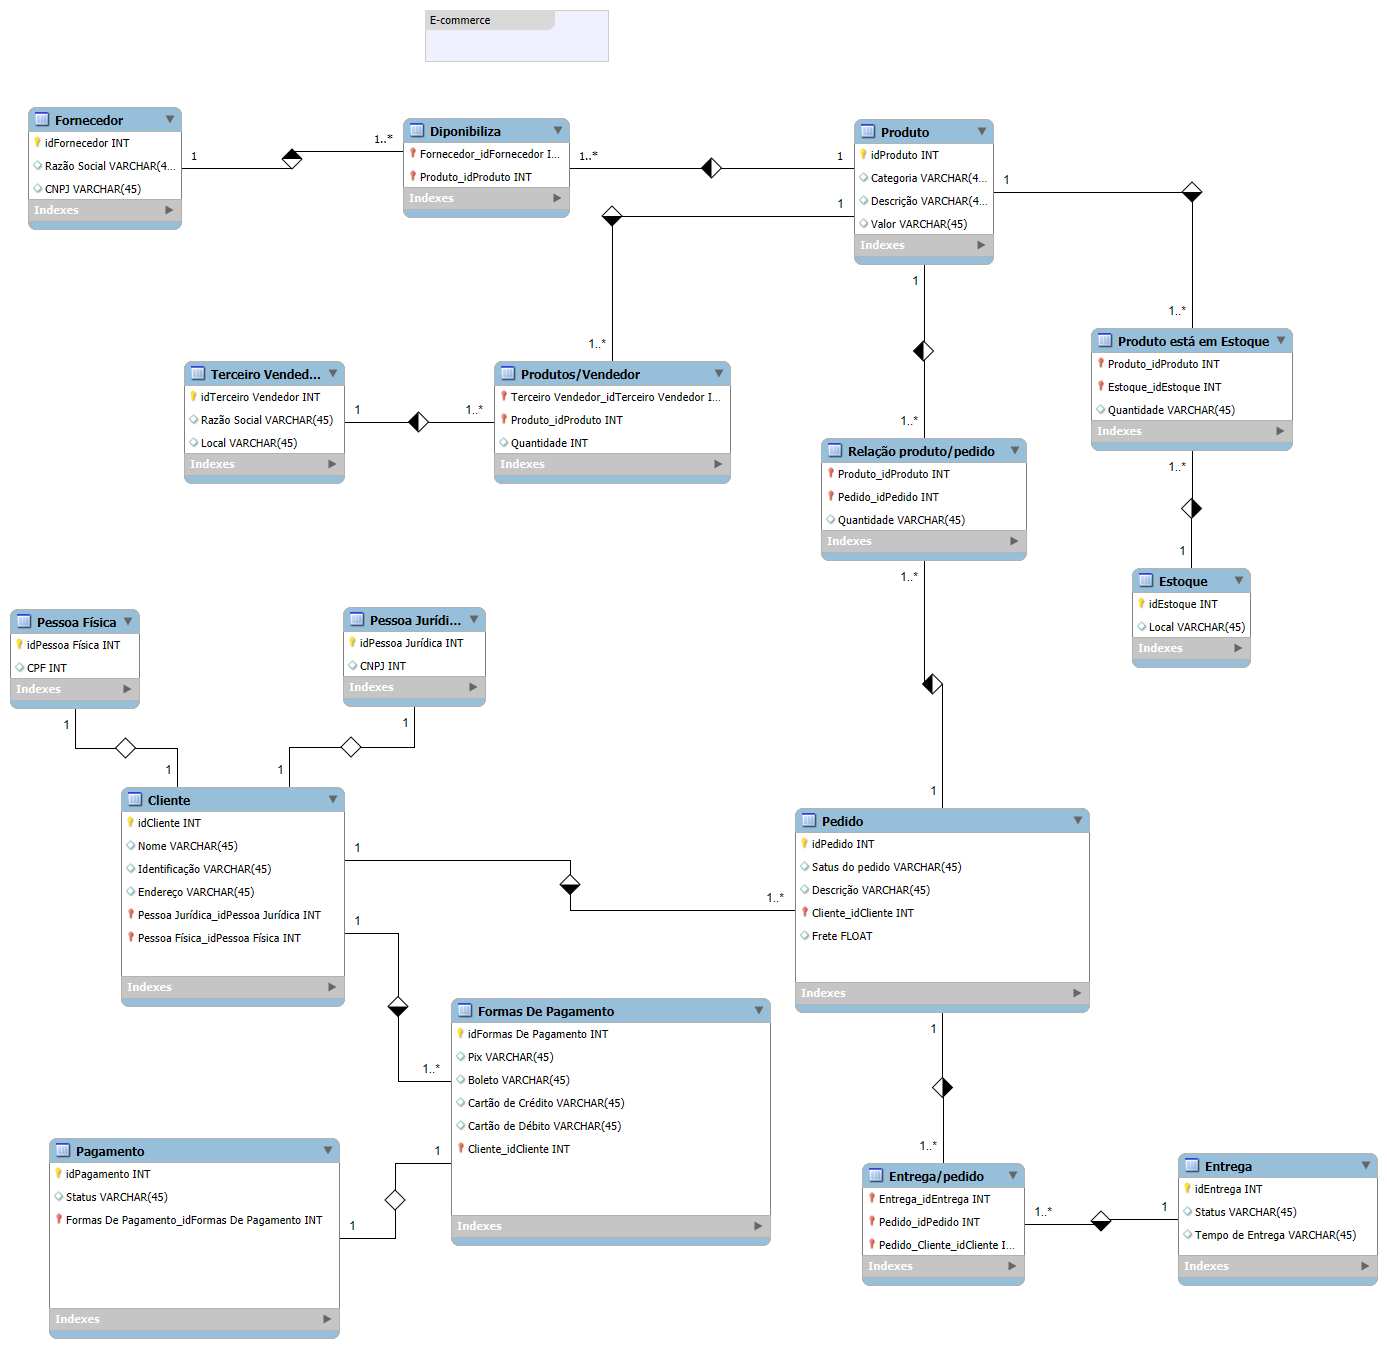 E-commerce
Fornecedor
idFornecedor INT
Razão Social VARCHAR(4...
CNPJ VARCHAR(45)
Indexes
1
1..*
Diponibiliza
Fornecedor_idFornecedor I...
Produto_idProduto INT
Indexes
1..*
1
Produto
idProduto INT
Categoria VARCHAR(4...
Descrição VARCHAR(4...
Valor VARCHAR(45)
Indexes
1
1
1..*
1
1..*
1..*
Terceiro Vended...
idTerceiro Vendedor INT
Razão Social VARCHAR(45)
Local VARCHAR(45)
Indexes
1
1..*
Produtos/Vendedor
Terceiro Vendedor_idTerceiro Vendedor I...
Produto_idProduto INT
Quantidade INT
Indexes
Produto está em Estoque
Produto_idProduto INT
Estoque_idEstoque INT
Quantidade VARCHAR(45)
Indexes
1..*
1
Relação produto/pedido
Produto_idProduto INT
Pedido_idPedido INT
Quantidade VARCHAR(45)
Indexes
1..*
1
Estoque
idEstoque INT
Local VARCHAR(45)
Indexes
Pessoa Física
idPessoa Física INT
CPF INT
Indexes
1
1
Pessoa Jurídi...
idPessoa Jurídica INT
CNPJ INT
Indexes
1
1
Cliente
idCliente INT
Nome VARCHAR(45)
Identificação VARCHAR(45)
Endereço VARCHAR(45)
Pessoa Jurídica_idPessoa Jurídica INT
Pessoa Física_idPessoa Física INT
Indexes
1
1..*
1
1..*
Pedido
idPedido INT
Satus do pedido VARCHAR(45)
Descrição VARCHAR(45)
Cliente_idCliente INT
Frete FLOAT
Indexes
1
1..*
Formas De Pagamento
idFormas De Pagamento INT
Pix VARCHAR(45)
Boleto VARCHAR(45)
Cartão de Crédito VARCHAR(45)
Cartão de Débito VARCHAR(45)
Cliente_idCliente INT
Indexes
1
1
Pagamento
idPagamento INT
Status VARCHAR(45)
Formas De Pagamento_idFormas De Pagamento INT
Indexes
Entrega/pedido
Entrega_idEntrega INT
Pedido_idPedido INT
Pedido_Cliente_idCliente I...
Indexes
1..*
1
Entrega
idEntrega INT
Status VARCHAR(45)
Tempo de Entrega VARCHAR(45)
Indexes